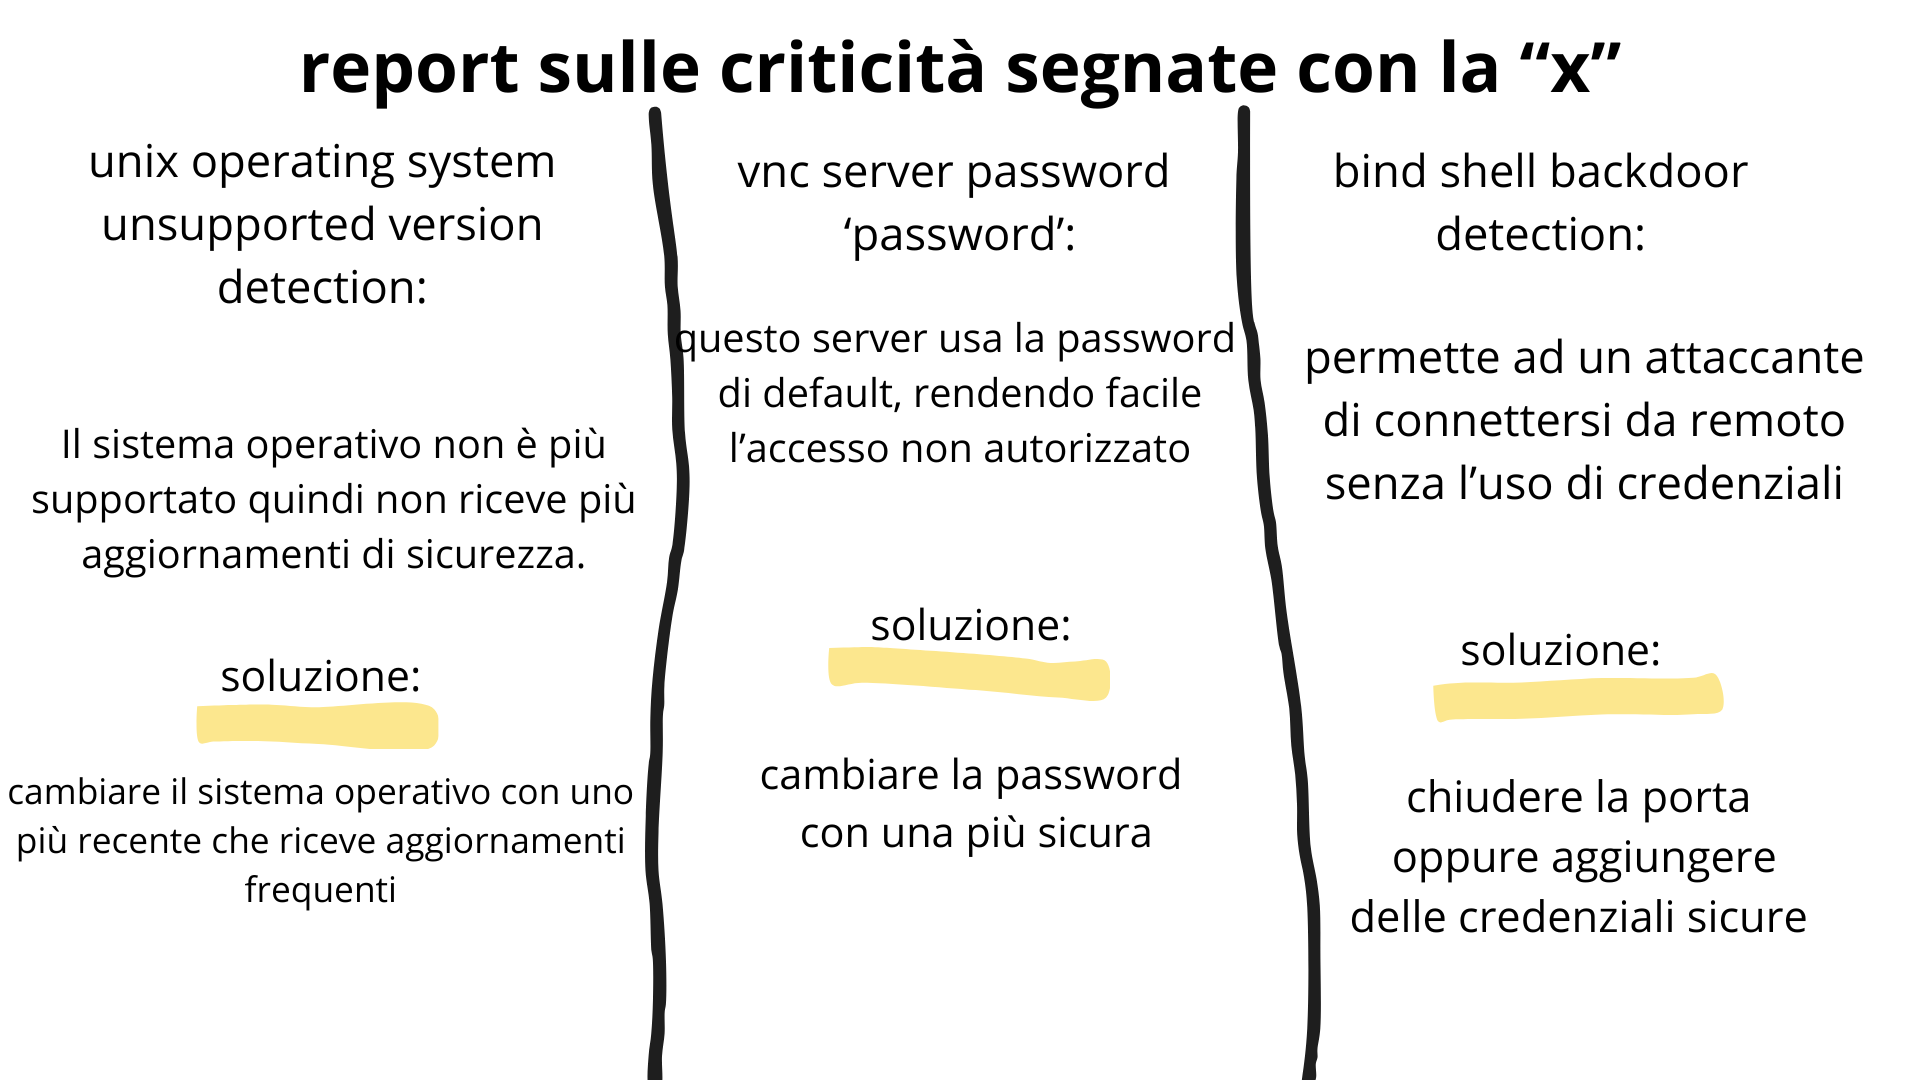 report sulle criticità segnate con la “x”
unix operating system
unsupported version
detection:
Il sistema operativo non è più
supportato quindi non riceve più
aggiornamenti di sicurezza.
soluzione:
cambiare il sistema operativo con uno
più recente che riceve aggiornamenti
frequenti
vnc server password
‘password’:
questo server usa la password
di default, rendendo facile
l’accesso non autorizzato
soluzione:
cambiare la password
con una più sicura
bind shell backdoor
detection:
permette ad un attaccante
di connettersi da remoto
senza l’uso di credenziali
soluzione:
chiudere la porta
oppure aggiungere
delle credenziali sicure